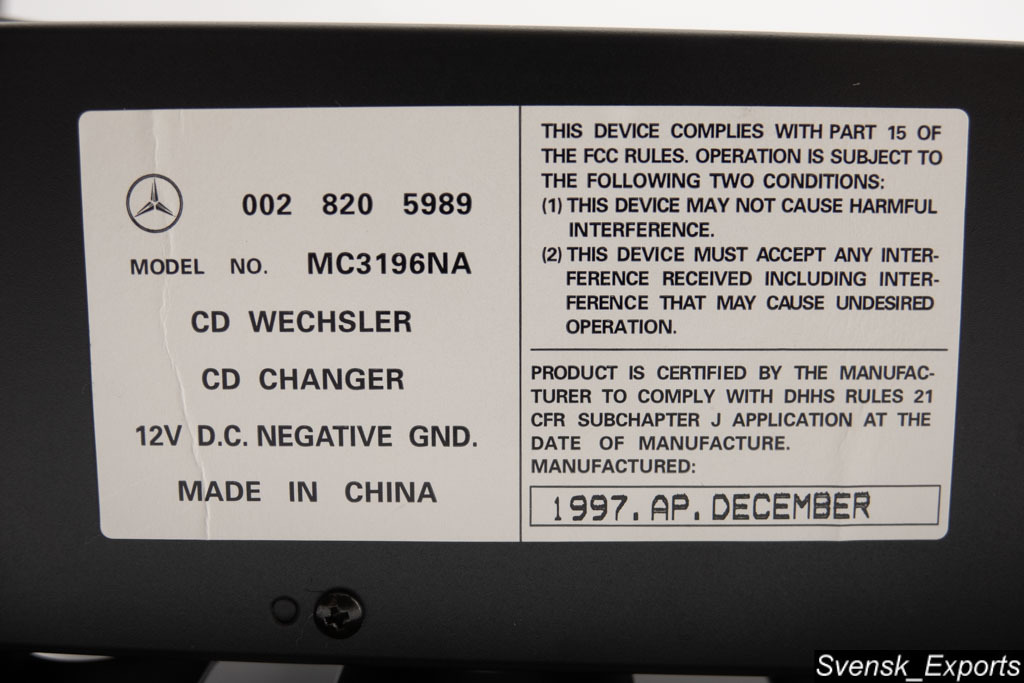 002 820 5989
MODEL NO. MC3196NA
CD WECHSLER
CD CHANGER
12V D.C. NEGATIVE GND.
MADE IN CHINA
THIS DEVICE COMPLIES WITH PART 15 OF
THE FCC RULES. OPERATION IS SUBJECT TO
THE FOLLOWING TWO CONDITIONS:
(1) THIS DEVICE MAY NOT CAUSE HARMFUL
INTERFERENCE.
(2) THIS DEVICE MUST ACCEPT ANY INTER-
FERENCE RECEIVED INCLUDING INTER-
FERENCE THAT MAY CAUSE UNDESIRED
OPERATION.
PRODUCT IS CERTIFIED BY THE MANUFAC-
TURER TO COMPLY WITH DHHS RULES 21
CFR SUBCHAPTER J APPLICATION AT THE
DATE OF MANUFACTURE.
MANUFACTURED:
1997. AP. DECEMBER
Svensk_Exports